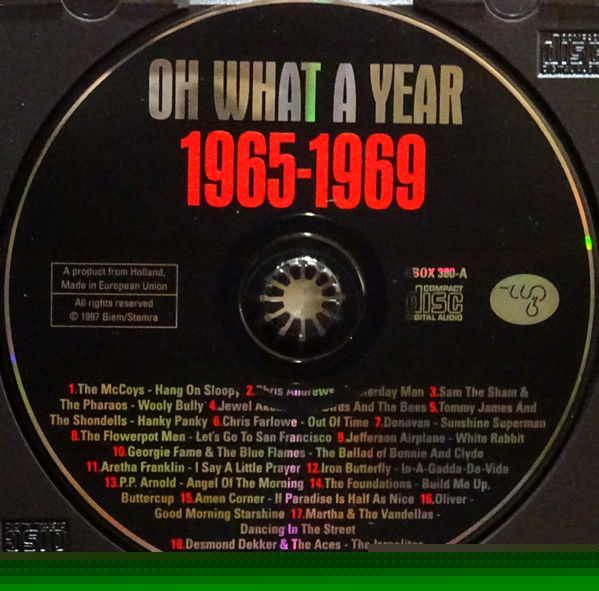 OH WHAT A YEAR
1965-1969
A product from Holland,
Made in European Union
All rights reserved
© 1997 Biem/Stemra
BOX 390-A
COMPACT
disc
DIGITAL AUDIO
1.The McCoys - Hang On Sloopy 2.Chris Andrews Yesterday Man 3.Sam The Sham &
The Pharaos - Wooly Bully 4.Jewel Birds And The Bees 5.Tommy James And
The Shondells - Hanky Panky 6.Chris Farlowe - Out Of Time 7.Donovan - Sunshine Superman
8.The Flowerpot Men - Let's Go To San Francisco 9.Jefferson Airplane - White Rabbit
10.Georgie Fame & The Blue Flames - The Ballad of Bonnie And Clyde
11.Aretha Franklin - I Say A Little Prayer 12.Iron Butterfly - In-A-Gadda-Da-Vida
13.P.P. Arnold - Angel Of The Morning 14.The Foundations - Build Me Up,
Buttercup 15.Amen Corner - If Paradise Is Half As Nice 16.Oliver -
Good Morning Starshine 17.Martha & The Vandellas -
Dancing In The Street
18.Desmond Dekker & The Aces - The Israelites